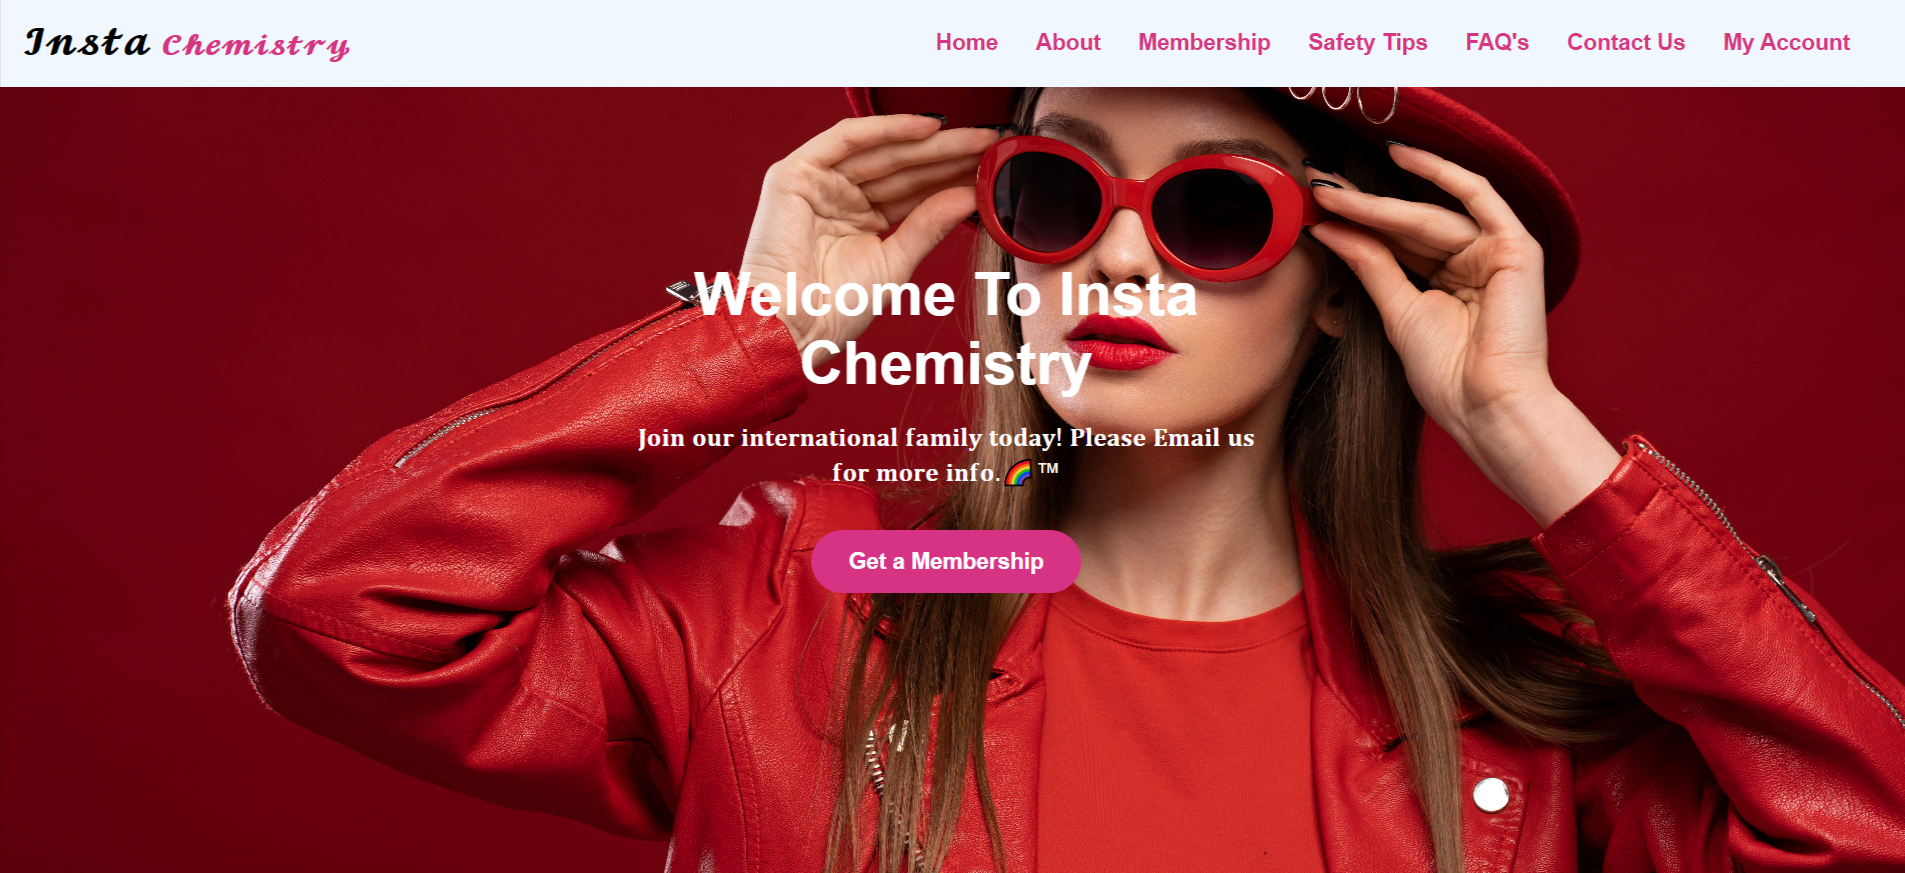 Insta Chemistry
Home About Membership Safety Tips FAQ's Contact Us My Account
Welcome To Insta
Chemistry
Join our international family today! Please Email us
for more info.🌈™
Get a Membership